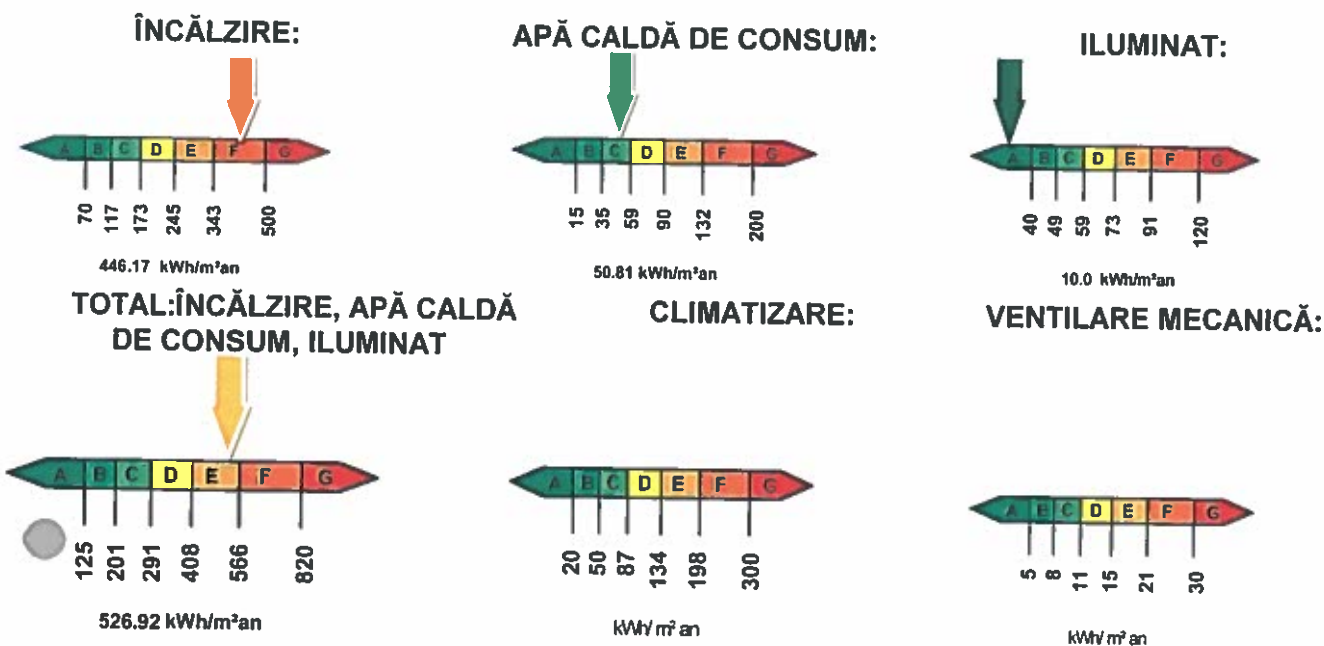 ÎNCĂLZIRE:
A B C D E F G
70 117 173 245 343 500
446.17 kWh/m²an
APĂ CALDĂ DE CONSUM:
A B C D E F G
15 35 59 90 132 200
50.81 kWh/m²an
ILUMINAT:
A B C D E F G
40 49 59 73 91 120
10.0 kWh/m²an
TOTAL:ÎNCĂLZIRE, APĂ CALDĂ
DE CONSUM, ILUMINAT
A B C D E F G
125 201 291 408 566 820
526.92 kWh/m²an
CLIMATIZARE:
A B C D E F G
20 50 87 134 198 300
kWh/ m² an
VENTILARE MECANICĂ:
A B C D E F G
5 8 11 15 21 30
kWh/ m² an